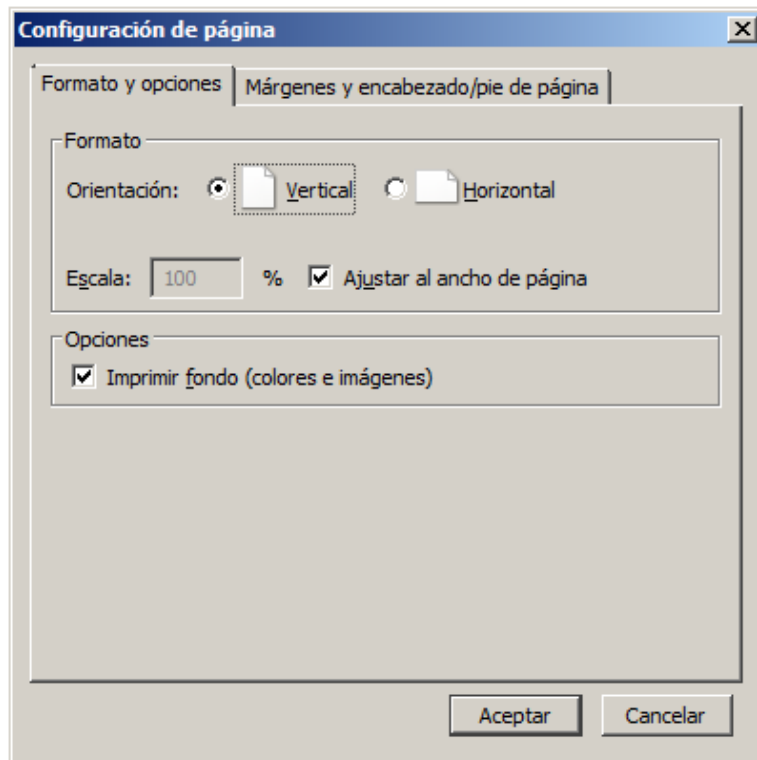 Configuración de página
Formato y opciones Márgenes y encabezado/pie de página
Formato
Orientación: Vertical Horizontal
Escala: 100 % Ajustar al ancho de página
Opciones
Imprimir fondo (colores e imágenes)
Aceptar Cancelar